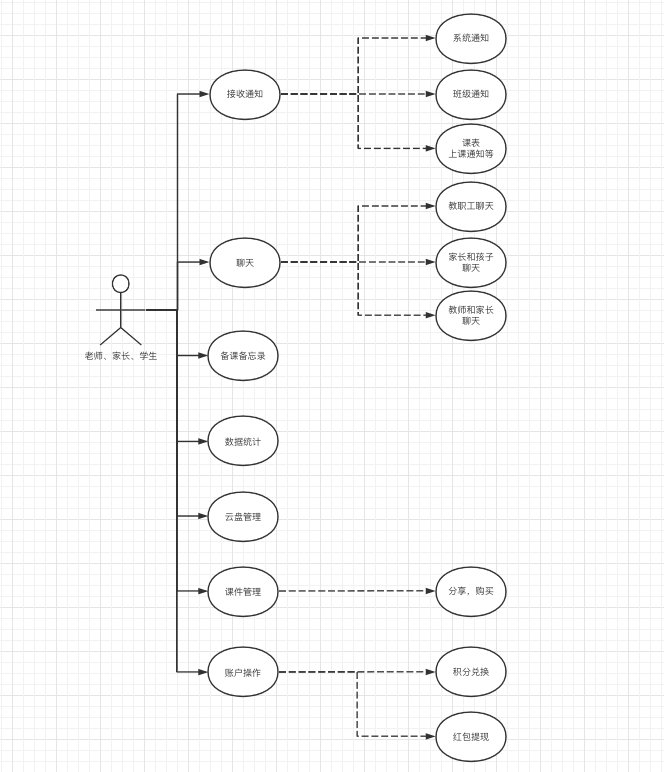 系统通知
接收通知
班级通知
课表
上课通知等
教职工聊天
聊天
家长和孩子
聊天
教师和家长
聊天
老师、家长、学生
备课备忘录
数据统计
云盘管理
课件管理
分享、购买
账户操作
积分兑换
红包提现